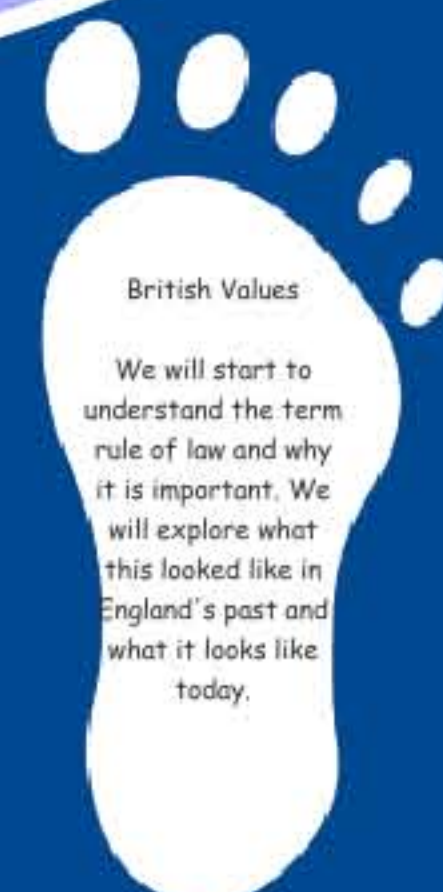 British Values
We will start to
understand the term
rule of law and why
it is important. We
will explore what
this looked like in
England's past and
what it looks like
today.